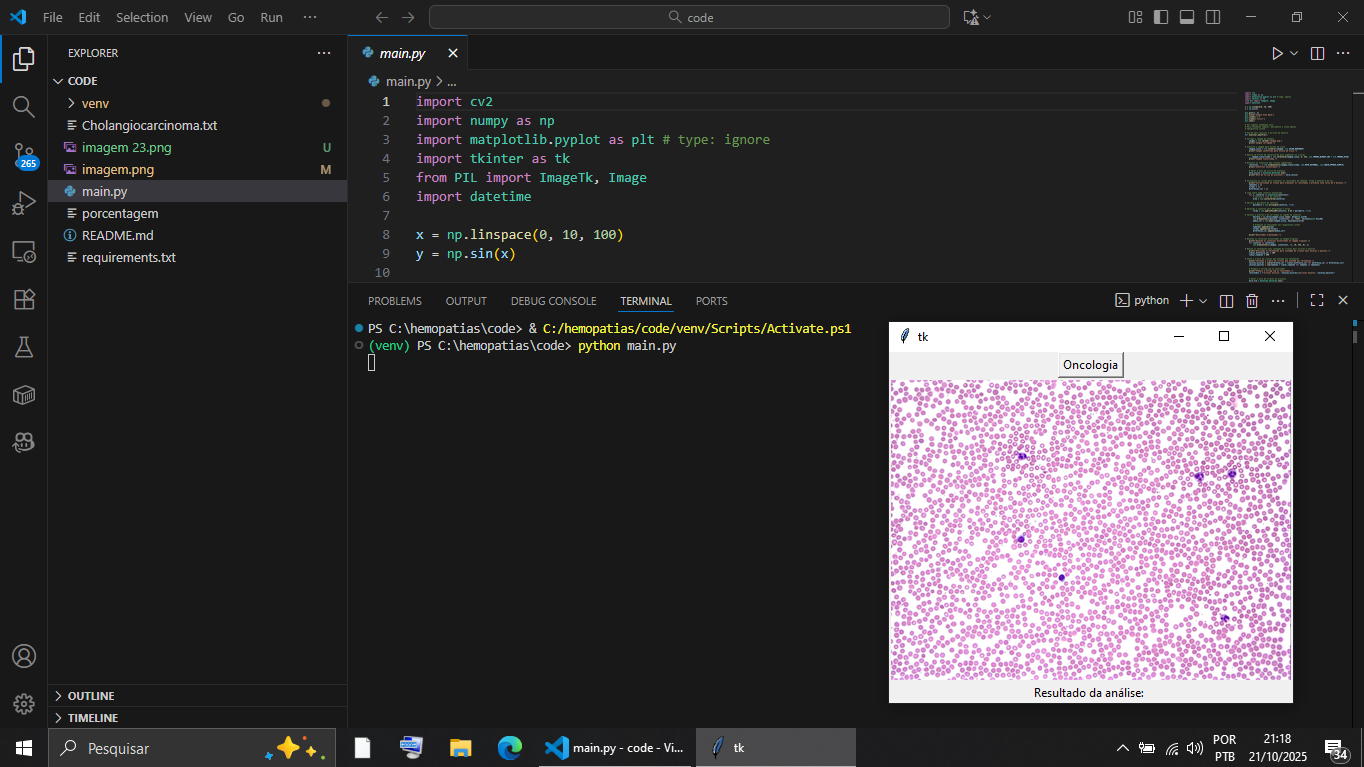 File Edit Selection View Go Run ···
code
EXPLORER ···
CODE
venv
Cholangiocarcinoma.txt
imagem 23.png U
imagem.png M
main.py
porcentagem
README.md
requirements.txt
265
OUTLINE
TIMELINE
main.py
main.py > ...
1 import cv2
2 import numpy as np
3 import matplotlib.pyplot as plt # type: ignore
4 import tkinter as tk
5 from PIL import ImageTk, Image
6 import datetime
7
8 x = np.linspace(0, 10, 100)
9 y = np.sin(x)
10
PROBLEMS OUTPUT DEBUG CONSOLE TERMINAL PORTS
python
PS C:\hemopatias\code> & C:/hemopatias/code/venv/Scripts/Activate.ps1
(venv) PS C:\hemopatias\code> python main.py
tk
Oncologia
Resultado da análise:
Pesquisar
main.py - code - Vi...
tk
POR
PTB
21:18
21/10/2025
34